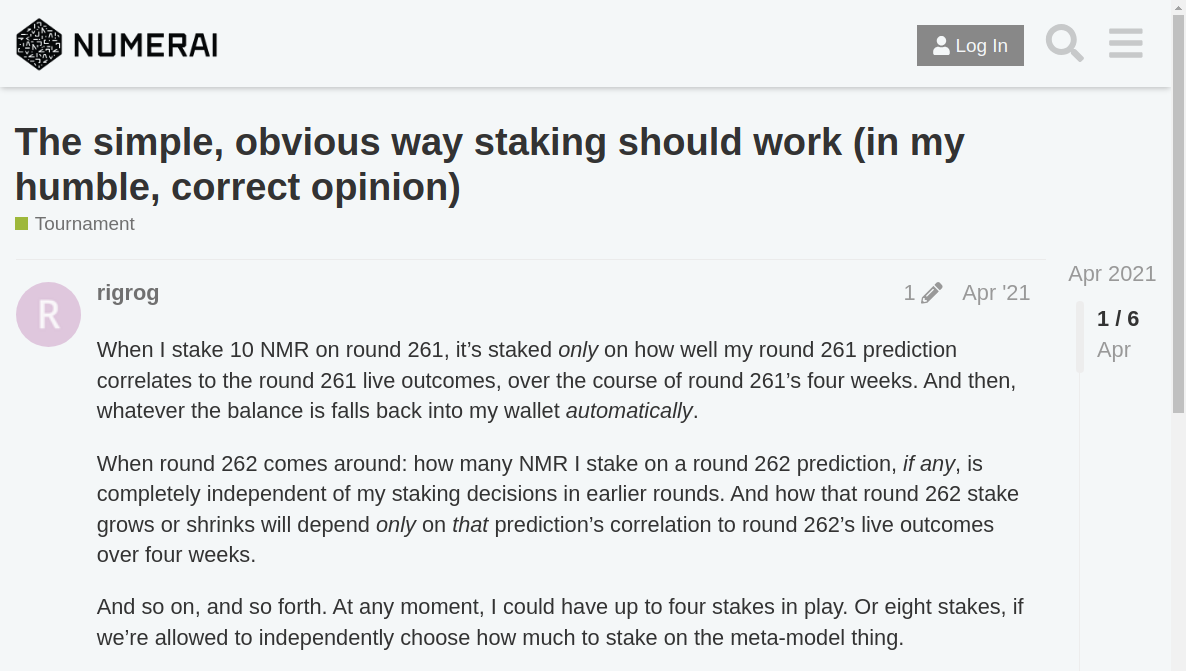 NUMERAI
Log In
The simple, obvious way staking should work (in my
humble, correct opinion)
Tournament
R
rigrog
1
Apr '21
When I stake 10 NMR on round 261, it’s staked only on how well my round 261 prediction
correlates to the round 261 live outcomes, over the course of round 261’s four weeks. And then,
whatever the balance is falls back into my wallet automatically.
When round 262 comes around: how many NMR I stake on a round 262 prediction, if any, is
completely independent of my staking decisions in earlier rounds. And how that round 262 stake
grows or shrinks will depend only on that prediction’s correlation to round 262’s live outcomes
over four weeks.
And so on, and so forth. At any moment, I could have up to four stakes in play. Or eight stakes, if
we’re allowed to independently choose how much to stake on the meta-model thing.
Apr 2021
1 / 6
Apr